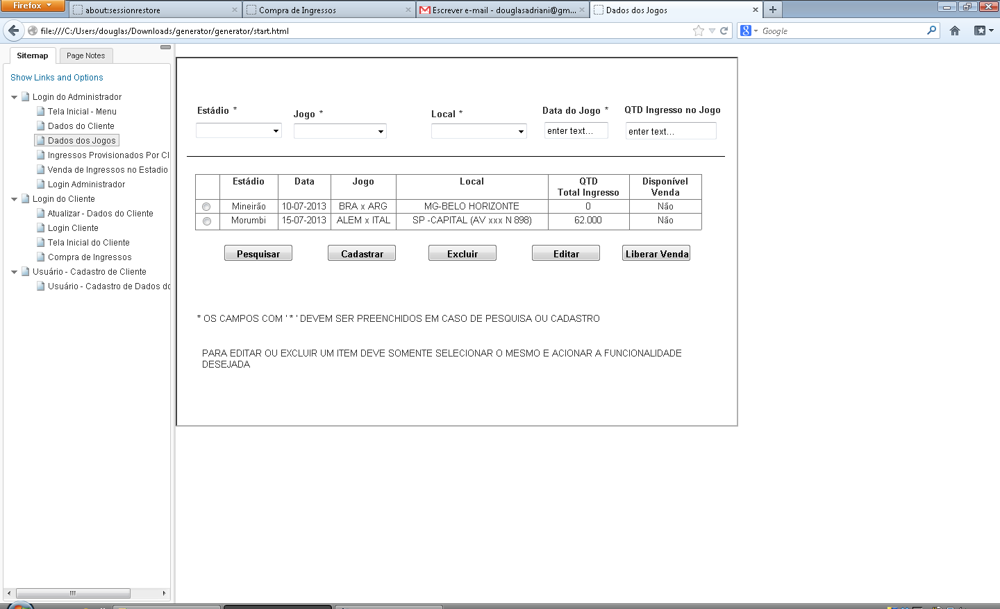 Firefox
about:sessionrestore
Compra de Ingressos
Escrever e-mail - douglasadriani@gm...
Dados dos Jogos
file:///C:/Users/douglas/Downloads/generator/generator/start.html
Google
Sitemap
Page Notes
Show Links and Options
Login do Administrador
Tela Inicial - Menu
Dados do Cliente
Dados dos Jogos
Ingressos Provisionados Por Cl
Venda de Ingressos no Estadio
Login Administrador
Login do Cliente
Atualizar - Dados do Cliente
Login Cliente
Tela Inicial do Cliente
Compra de Ingressos
Usuário - Cadastro de Cliente
Usuário - Cadastro de Dados do
Estádio *
Jogo *
Local *
Data do Jogo *
QTD Ingresso no Jogo
enter text...
enter text...
Estádio Data Jogo Local QTD Total Ingresso Disponível Venda
Mineirão 10-07-2013 BRA x ARG MG-BELO HORIZONTE 0 Não
Morumbi 15-07-2013 ALEM x ITAL SP -CAPITAL (AV xxx N 898) 62.000 Não
Pesquisar
Cadastrar
Excluir
Editar
Liberar Venda
* OS CAMPOS COM ' * ' DEVEM SER PREENCHIDOS EM CASO DE PESQUISA OU CADASTRO
PARA EDITAR OU EXCLUIR UM ITEM DEVE SOMENTE SELECIONAR O MESMO E ACIONAR A FUNCIONALIDADE
DESEJADA